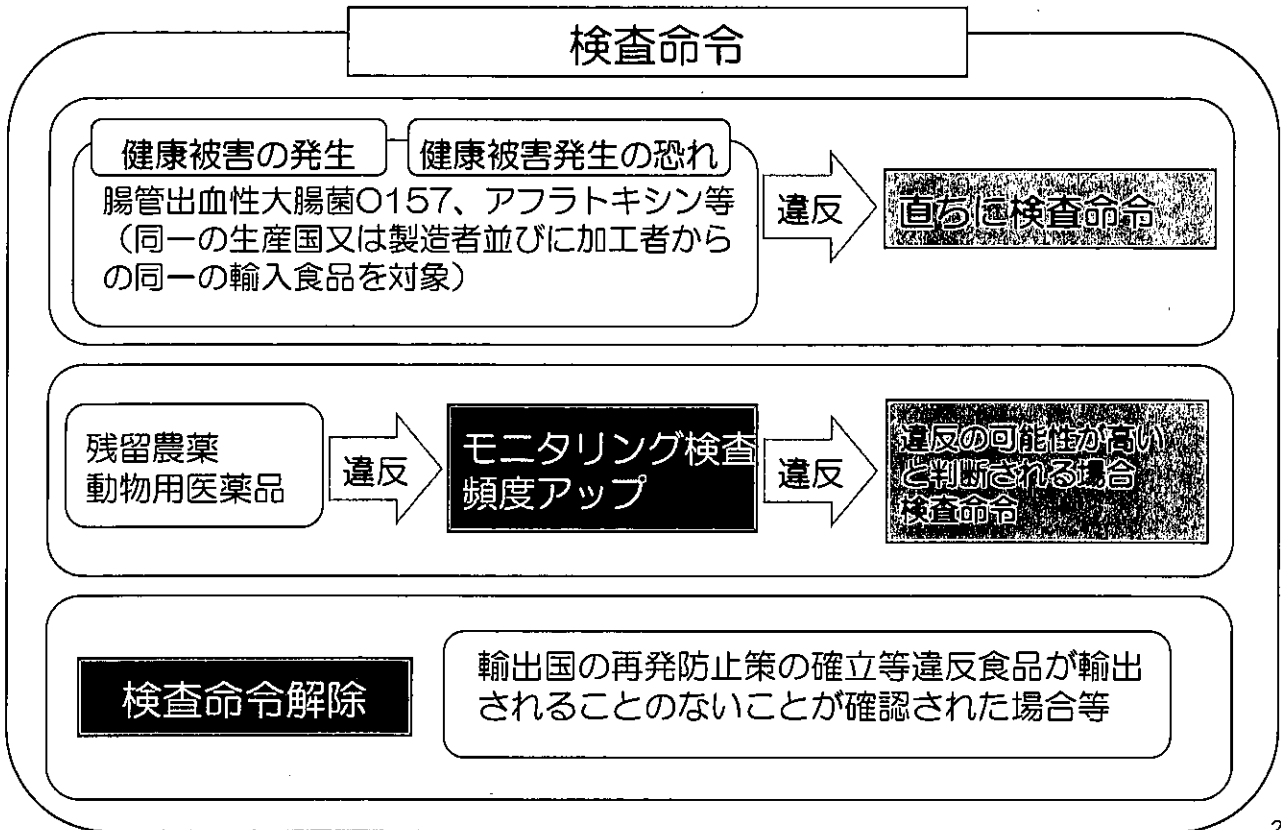 検査命令
健康被害の発生
健康被害発生の恐れ
腸管出血性大腸菌O157、アフラトキシン等
（同一の生産国又は製造者並びに加工者から
の同一の輸入食品を対象）
違反
直ちに検査命令
残留農薬
動物用医薬品
違反
モニタリング検査
頻度アップ
違反
違反の可能性が高い
と判断される場合
検査命令
検査命令解除
輸出国の再発防止策の確立等違反食品が輸出
されることのないことが確認された場合等
2